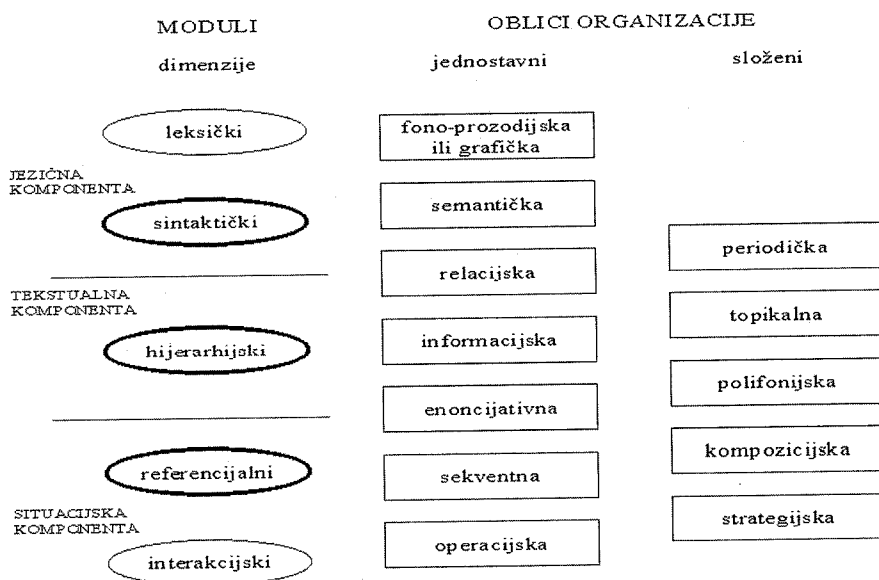 MODULI
OBLICI ORGANIZACIJE
dimenzije
jednostavni
složeni
leksički
fono-prozodijska
ili grafička
JEZIČNA
KOMPONENTA
sintaktički
semantička
periodička
relacijska
TEKSTUALNA
KOMPONENTA
topikalna
hijerarhijski
informacijska
polifonijska
enoncijativna
kompozicijska
referencijalni
sekventna
SITUACIJSKA
KOMPONENTA
strategijska
interakcijski
operacijska